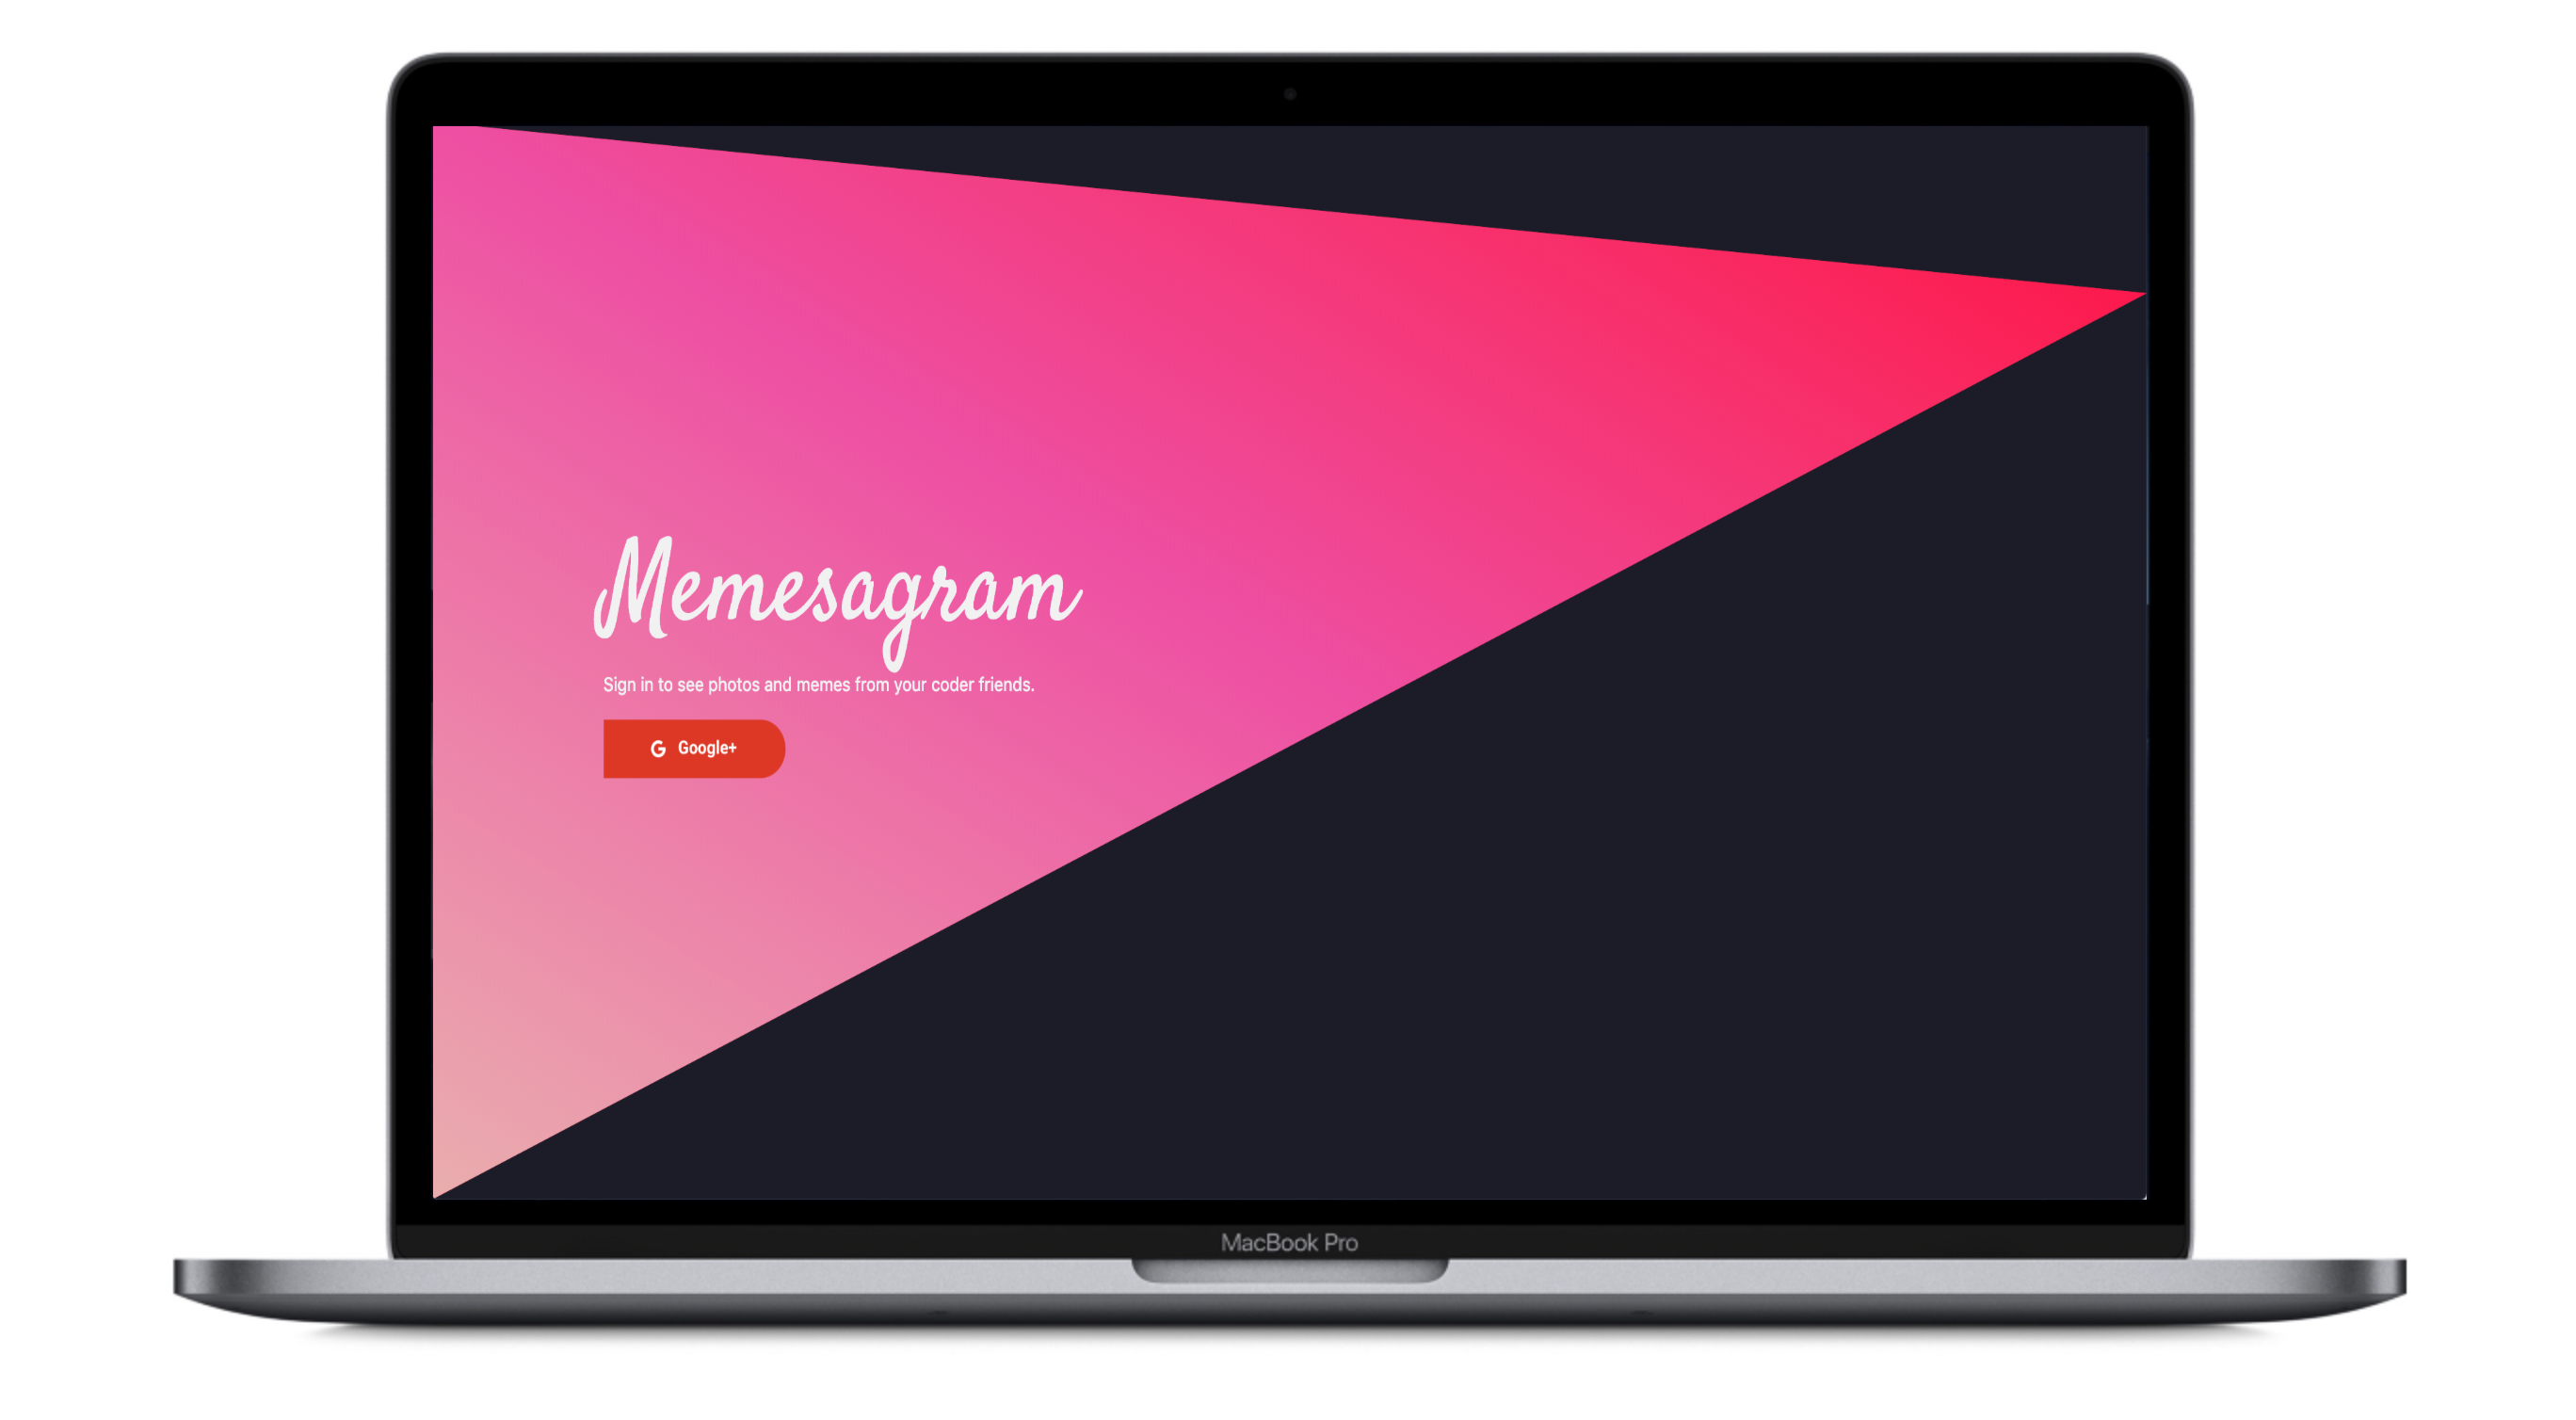 Memesagram
Sign in to see photos and memes from your coder friends.
G Google+
MacBook Pro